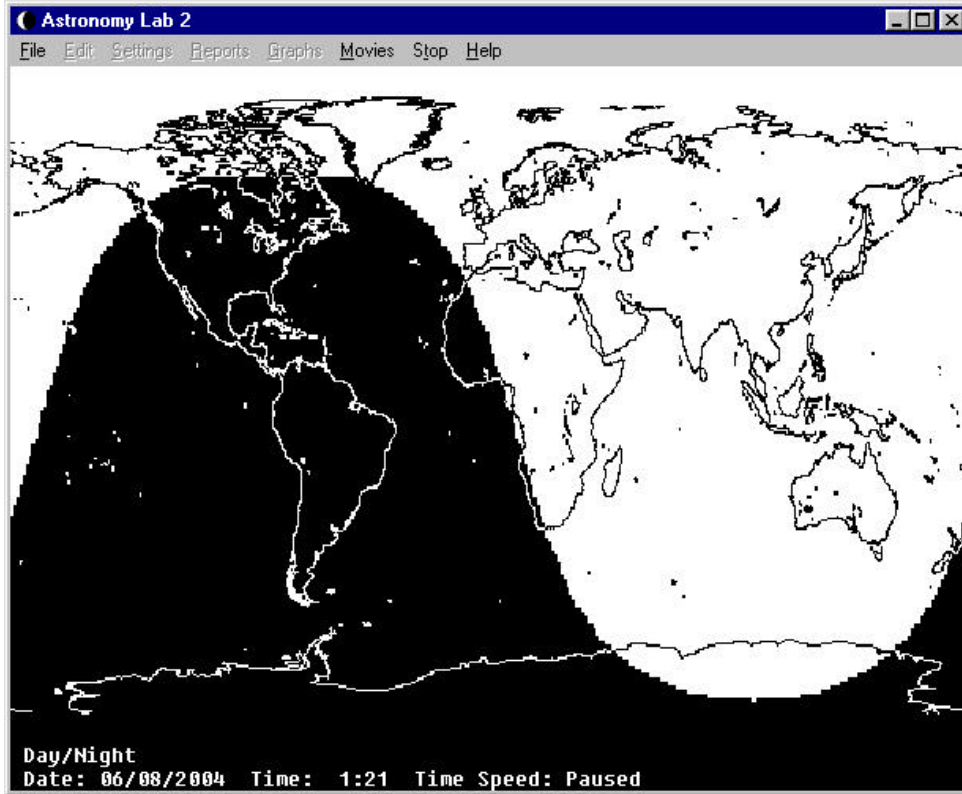 Astronomy Lab 2
File Edit Settings Reports Graphs Movies Stop Help
Day/Night
Date: 06/08/2004 Time: 1:21 Time Speed: Paused